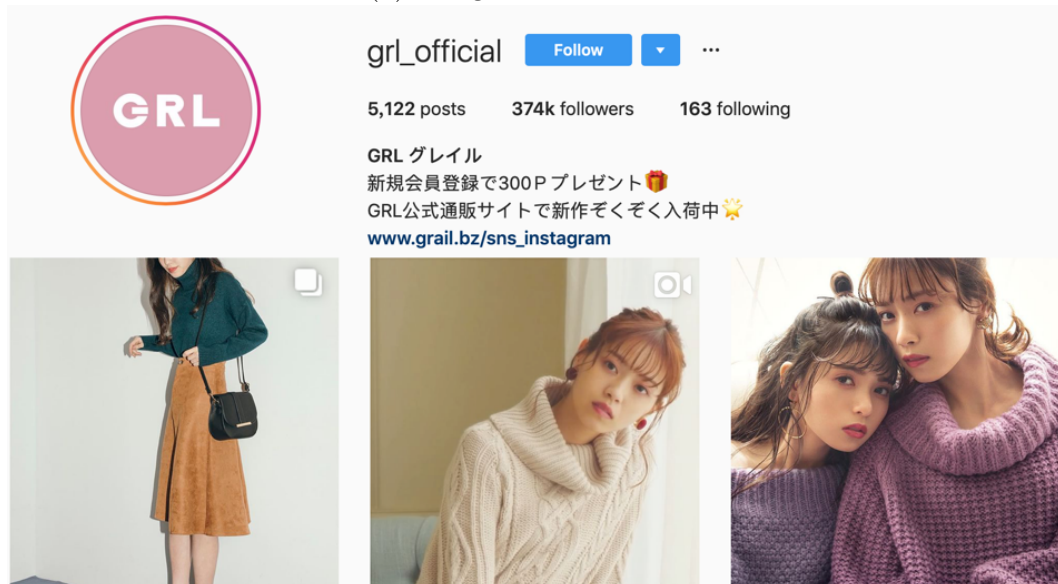 GRL
grl_official Follow
5,122 posts 374k followers 163 following
GRL グレイル
新規会員登録で300Ｐプレゼント🎁
GRL公式通販サイトで新作ぞくぞく入荷中🌟
www.grail.bz/sns_instagram